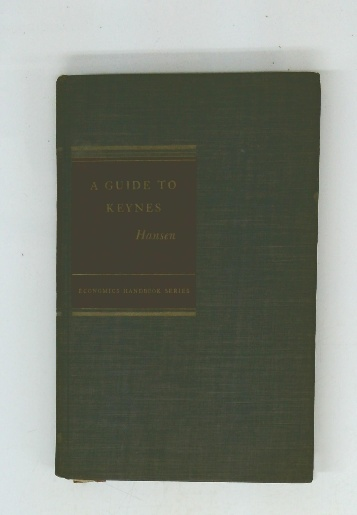 A GUIDE TO
KEYNES
Hansen
ECONOMICS HANDBOOK SERIES